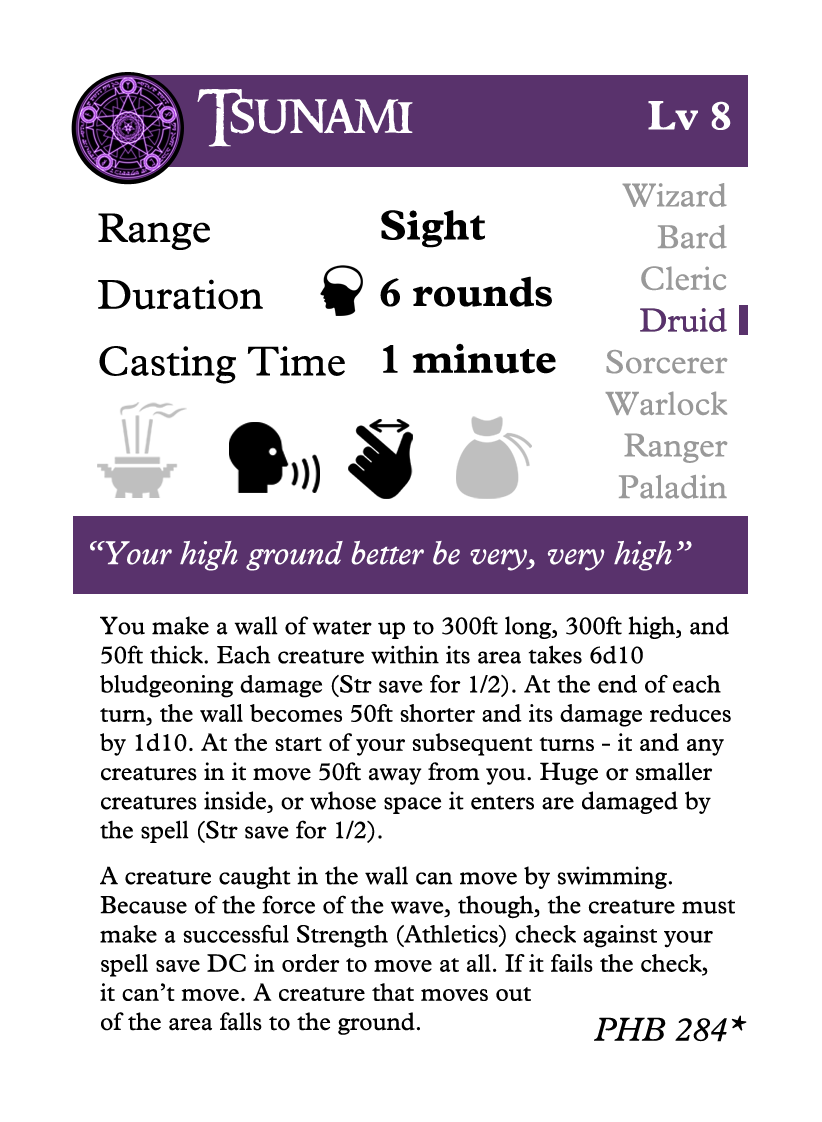 Tsunami
Lv 8
Range Sight
Duration 6 rounds
Casting Time 1 minute
Wizard
Bard
Cleric
Druid
Sorcerer
Warlock
Ranger
Paladin
“Your high ground better be very, very high”
You make a wall of water up to 300ft long, 300ft high, and
50ft thick. Each creature within its area takes 6d10
bludgeoning damage (Str save for 1/2). At the end of each
turn, the wall becomes 50ft shorter and its damage reduces
by 1d10. At the start of your subsequent turns - it and any
creatures in it move 50ft away from you. Huge or smaller
creatures inside, or whose space it enters are damaged by
the spell (Str save for 1/2).
A creature caught in the wall can move by swimming.
Because of the force of the wave, though, the creature must
make a successful Strength (Athletics) check against your
spell save DC in order to move at all. If it fails the check,
it can’t move. A creature that moves out
of the area falls to the ground.
PHB 284*